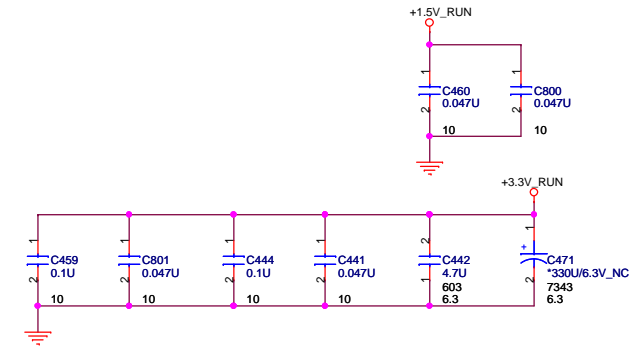 +1.5V_RUN
1
1
C460
0.047U
C800
0.047U
2
2
10
10
+3.3V_RUN
1
1
1
1
2
1
+
C459
0.1U
C801
0.047U
C444
0.1U
C441
0.047U
C442
4.7U
C471
*330U/6.3V_NC
2
2
2
2
1
2
603
7343
10
10
10
10
6.3
6.3